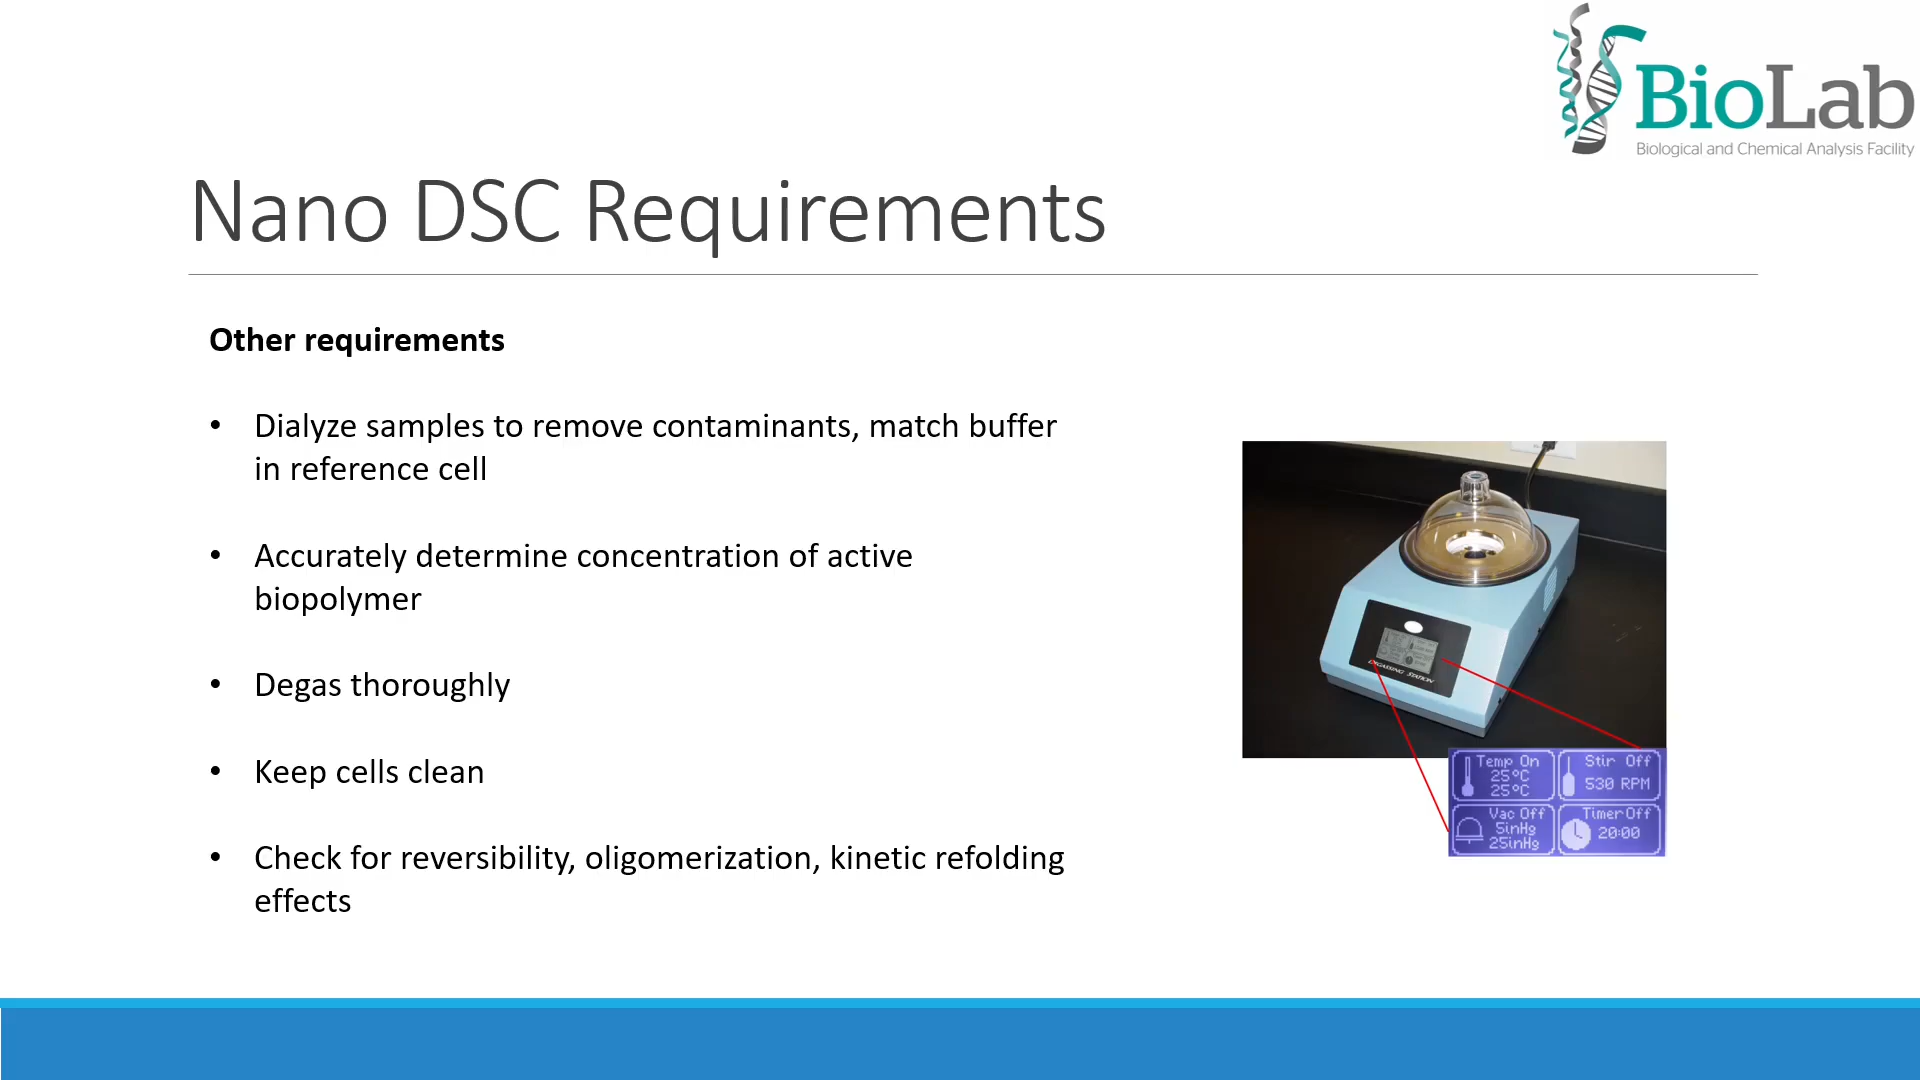 BioLab
Biological and Chemical Analysis Facility
Nano DSC Requirements
Other requirements
• Dialyze samples to remove contaminants, match buffer
in reference cell
• Accurately determine concentration of active
biopolymer
• Degas thoroughly
• Keep cells clean
• Check for reversibility, oligomerization, kinetic refolding
effects
DEGASSING STATION
Temp On
25°C
25°C
Stir Off
530 RPM
Vac Off
5inHg
25inHg
Timer Off
20:00